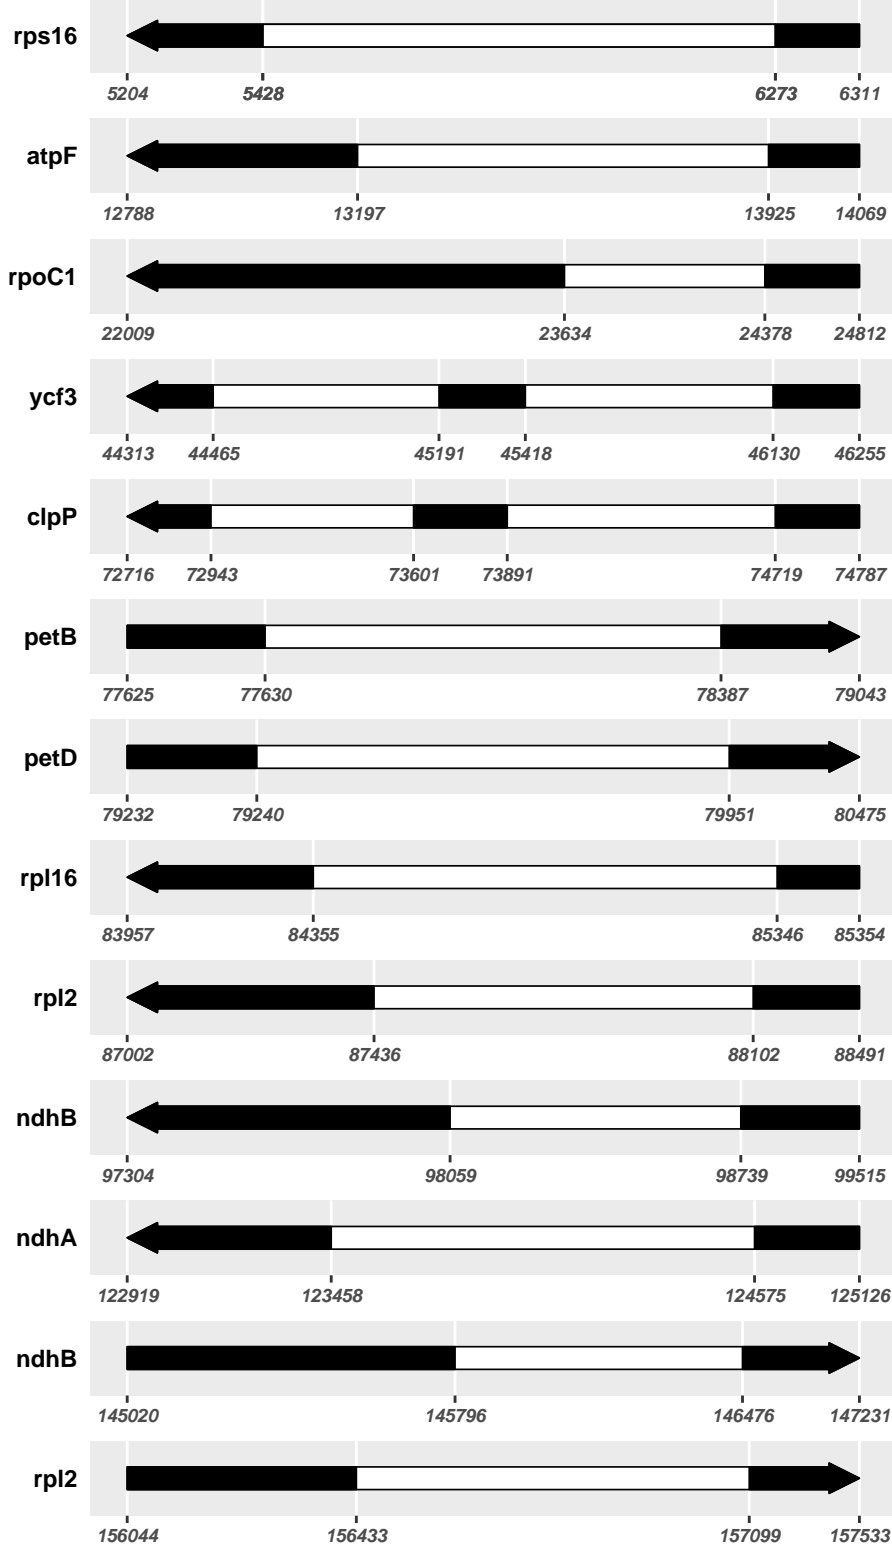 rps16
5204 5428 6273 6311
atpF
12788 13197 13925 14069
rpoC1
22009 23634 24378 24812
ycf3
44313 44465 45191 45418 46130 46255
clpP
72716 72943 73601 73891 74719 74787
petB
77625 77630 78387 79043
petD
79232 79240 79951 80475
rpl16
83957 84355 85346 85354
rpl2
87002 87436 88102 88491
ndhB
97304 98059 98739 99515
ndhA
122919 123458 124575 125126
ndhB
145020 145796 146476 147231
rpl2
156044 156433 157099 157533